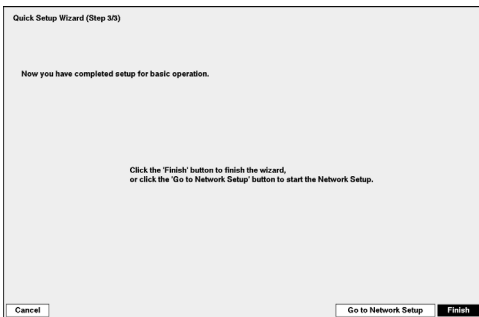 Quick Setup Wizard (Step 3/3)
Now you have completed setup for basic operation.
Click the 'Finish' button to finish the wizard,
or click the 'Go to Network Setup' button to start the Network Setup.
Cancel
Go to Network Setup
Finish